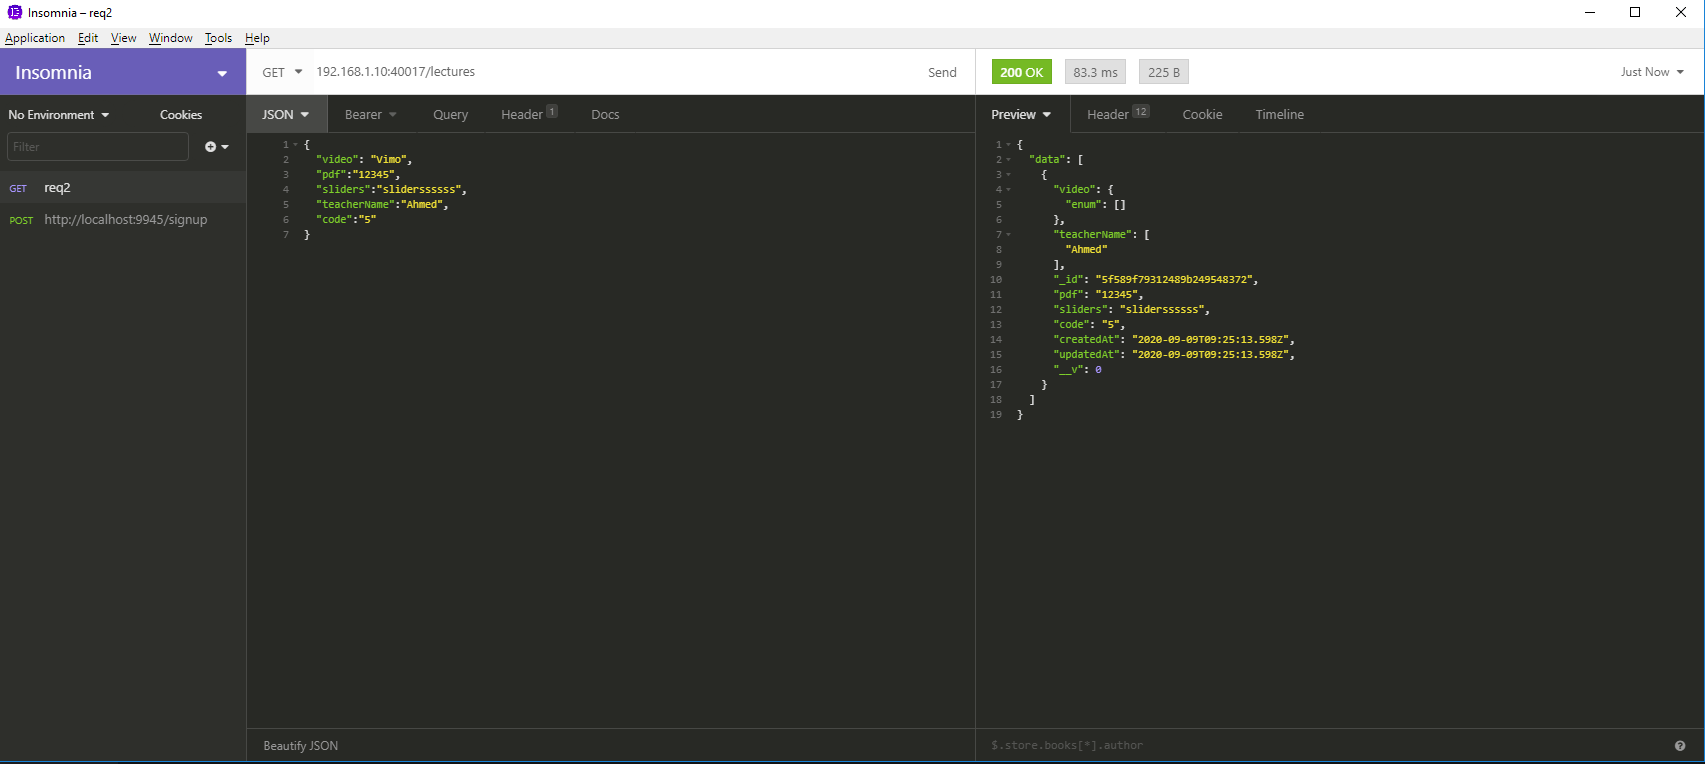 Insomnia – req2
Application Edit View Window Tools Help
Insomnia
GET 192.168.1.10:40017/lectures Send
200 OK 83.3 ms 225 B Just Now
No Environment Cookies
Filter
GET req2
POST http://localhost:9945/signup
JSON Bearer Query Header 1 Docs
1 {
2 "video": "Vimo",
3 "pdf":"12345",
4 "sliders":"sliderssssss",
5 "teacherName":"Ahmed",
6 "code":"5"
7 }
Beautify JSON
Preview Header 12 Cookie Timeline
1 {
2 "data": [
3 {
4 "video": {
5 "enum": []
6 },
7 "teacherName": [
8 "Ahmed"
9 ],
10 "_id": "5f589f79312489b249548372",
11 "pdf": "12345",
12 "sliders": "sliderssssss",
13 "code": "5",
14 "createdAt": "2020-09-09T09:25:13.598Z",
15 "updatedAt": "2020-09-09T09:25:13.598Z",
16 "__v": 0
17 }
18 ]
19 }
$.store.books[*].author